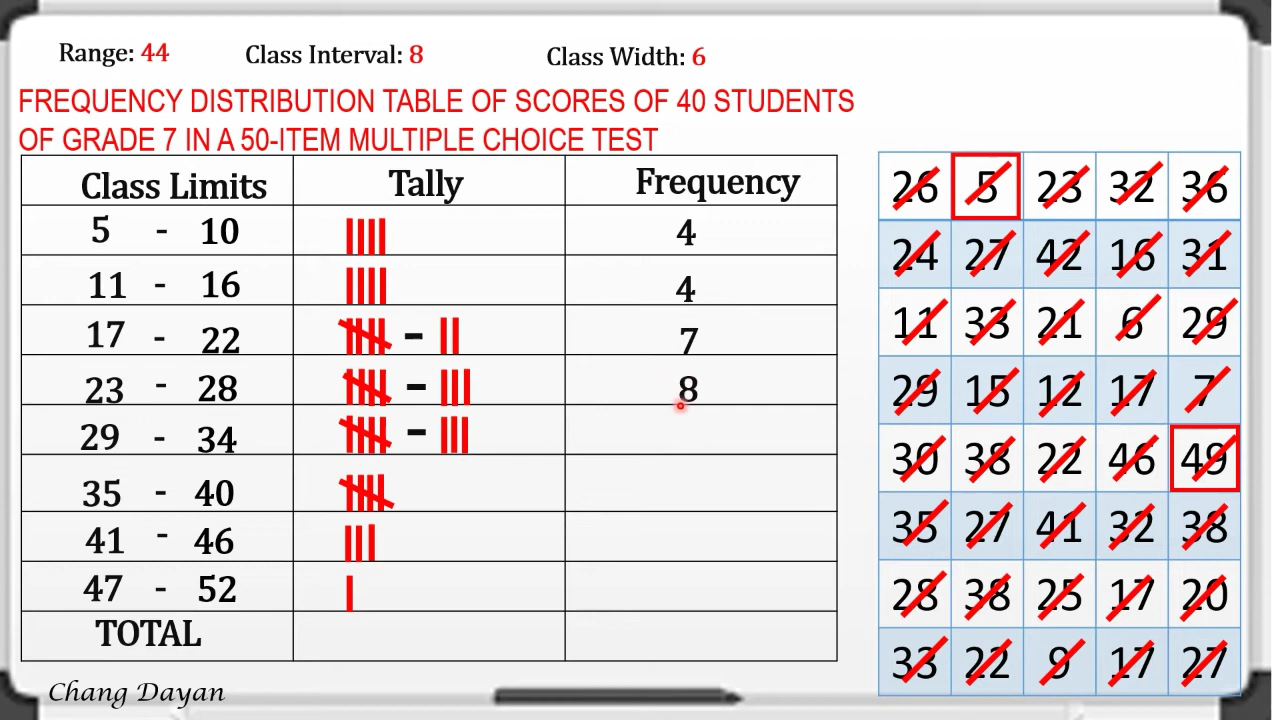 Range: 44 Class Interval: 8 Class Width: 6
FREQUENCY DISTRIBUTION TABLE OF SCORES OF 40 STUDENTS
OF GRADE 7 IN A 50-ITEM MULTIPLE CHOICE TEST
Class Limits Tally Frequency
5 - 10 4
11 - 16 4
17 - 22 - 7
23 - 28 - 8
29 - 34 -
35 - 40
41 - 46
47 - 52
TOTAL
26 5 23 32 36
24 27 42 16 31
11 33 21 6 29
29 15 12 17 7
30 38 22 46 49
35 27 41 32 38
28 38 25 17 20
33 22 9 17 27
Chang Dayan